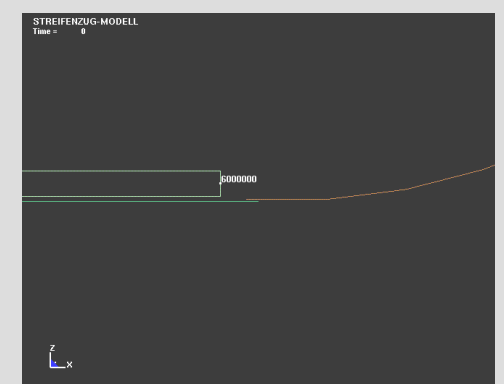 STREIFENZUG-MODELL
Time = 0
6000000
Z
X